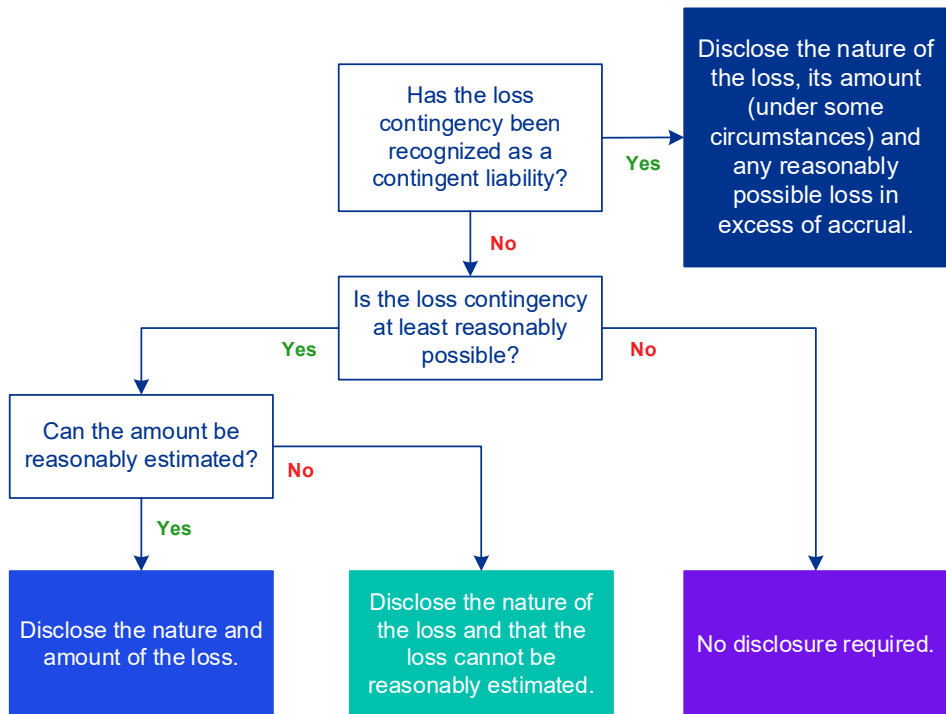 Has the loss
contingency been
recognized as a
contingent liability?
Yes
Disclose the nature of
the loss, its amount
(under some
circumstances) and
any reasonably
possible loss in
excess of accrual.
No
Is the loss contingency
at least reasonably
possible?
Yes
No
Can the amount be
reasonably estimated?
No
Yes
Disclose the nature and
amount of the loss.
Disclose the nature of
the loss and that the
loss cannot be
reasonably estimated.
No disclosure required.